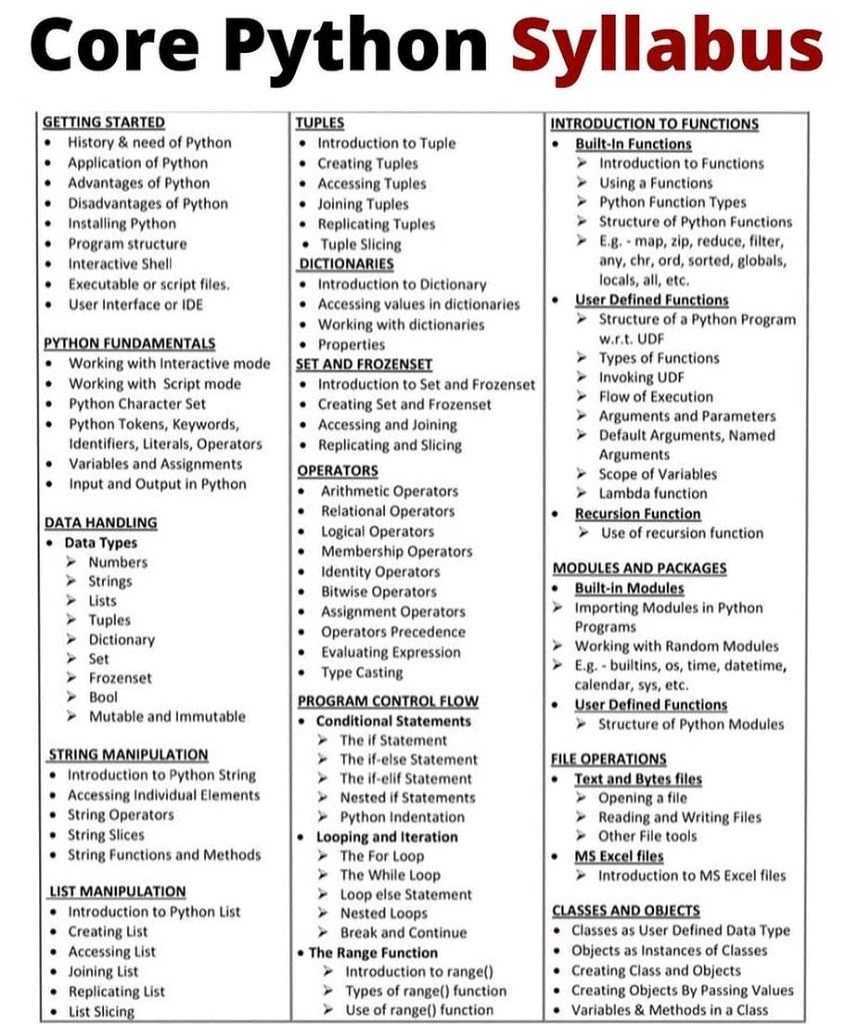 Core Python Syllabus
GETTING STARTED
• History & need of Python
• Application of Python
• Advantages of Python
• Disadvantages of Python
• Installing Python
• Program structure
• Interactive Shell
• Executable or script files.
• User Interface or IDE
PYTHON FUNDAMENTALS
• Working with Interactive mode
• Working with Script mode
• Python Character Set
• Python Tokens, Keywords,
Identifiers, Literals, Operators
• Variables and Assignments
• Input and Output in Python
DATA HANDLING
• Data Types
➢ Numbers
➢ Strings
➢ Lists
➢ Tuples
➢ Dictionary
➢ Set
➢ Frozenset
➢ Bool
➢ Mutable and Immutable
STRING MANIPULATION
• Introduction to Python String
• Accessing Individual Elements
• String Operators
• String Slices
• String Functions and Methods
LIST MANIPULATION
• Introduction to Python List
• Creating List
• Accessing List
• Joining List
• Replicating List
• List Slicing
TUPLES
• Introduction to Tuple
• Creating Tuples
• Accessing Tuples
• Joining Tuples
• Replicating Tuples
• Tuple Slicing
DICTIONARIES
• Introduction to Dictionary
• Accessing values in dictionaries
• Working with dictionaries
• Properties
SET AND FROZENSET
• Introduction to Set and Frozenset
• Creating Set and Frozenset
• Accessing and Joining
• Replicating and Slicing
OPERATORS
• Arithmetic Operators
• Relational Operators
• Logical Operators
• Membership Operators
• Identity Operators
• Bitwise Operators
• Assignment Operators
• Operators Precedence
• Evaluating Expression
• Type Casting
PROGRAM CONTROL FLOW
• Conditional Statements
➢ The if Statement
➢ The if-else Statement
➢ The if-elif Statement
➢ Nested if Statements
➢ Python Indentation
• Looping and Iteration
➢ The For Loop
➢ The While Loop
➢ Loop else Statement
➢ Nested Loops
➢ Break and Continue
• The Range Function
➢ Introduction to range()
➢ Types of range() function
➢ Use of range() function
INTRODUCTION TO FUNCTIONS
• Built-In Functions
➢ Introduction to Functions
➢ Using a Functions
➢ Python Function Types
➢ Structure of Python Functions
➢ E.g. - map, zip, reduce, filter,
any, chr, ord, sorted, globals,
locals, all, etc.
• User Defined Functions
➢ Structure of a Python Program
w.r.t. UDF
➢ Types of Functions
➢ Invoking UDF
➢ Flow of Execution
➢ Arguments and Parameters
➢ Default Arguments, Named
Arguments
➢ Scope of Variables
➢ Lambda function
• Recursion Function
➢ Use of recursion function
MODULES AND PACKAGES
• Built-in Modules
➢ Importing Modules in Python
Programs
➢ Working with Random Modules
➢ E.g. - builtins, os, time, datetime,
calendar, sys, etc.
• User Defined Functions
➢ Structure of Python Modules
FILE OPERATIONS
• Text and Bytes files
➢ Opening a file
➢ Reading and Writing Files
➢ Other File tools
• MS Excel files
➢ Introduction to MS Excel files
CLASSES AND OBJECTS
• Classes as User Defined Data Type
• Objects as Instances of Classes
• Creating Class and Objects
• Creating Objects By Passing Values
• Variables & Methods in a Class